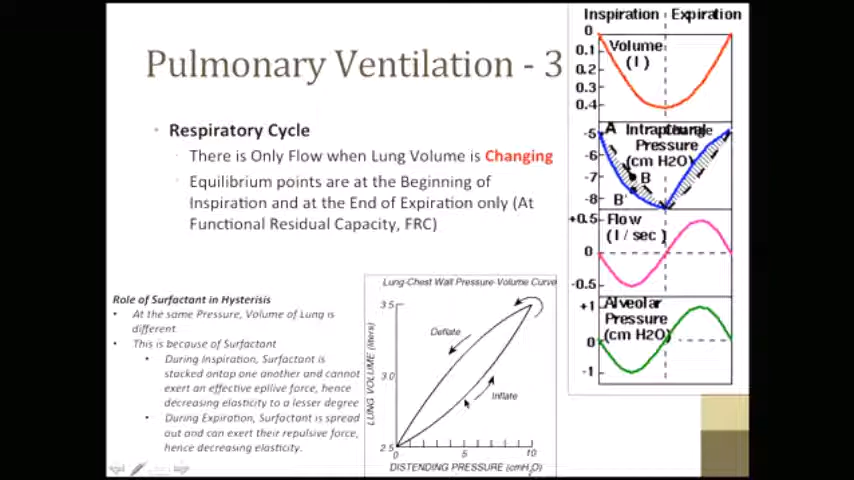 Pulmonary Ventilation - 3
Respiratory Cycle
There is Only Flow when Lung Volume is Changing
Equilibrium points are at the Beginning of
Inspiration and at the End of Expiration only (At
Functional Residual Capacity, FRC)
Role of Surfactant in Hysterisis
At the same Pressure, Volume of Lung is
different
This is because of Surfactant
During Inspiration, Surfactant is
stacked ontop one another and cannot
exert an effective epllive force, hence
decreasing elasticity to a lesser degree
During Expiration, Surfactant is spread
out and can exert their repulsive force,
hence decreasing elasticity.
Lung-Chest Wall Pressure-Volume Curve
LUNG VOLUME (liters)
3.5
3.0
2.5
Deflate
Inflate
0
5
10
DISTENDING PRESSURE (cmH2O)
Inspiration
Expiration
0
0.1
0.2
0.3
0.4
Volume
(l)
-5
-6
-7
-8
A
Intrapleural
Pressure
(cm H2O)
B
B'
+0.5
0
-0.5
Flow
(l / sec)
+1
0
-1
Alveolar
Pressure
(cm H2O)